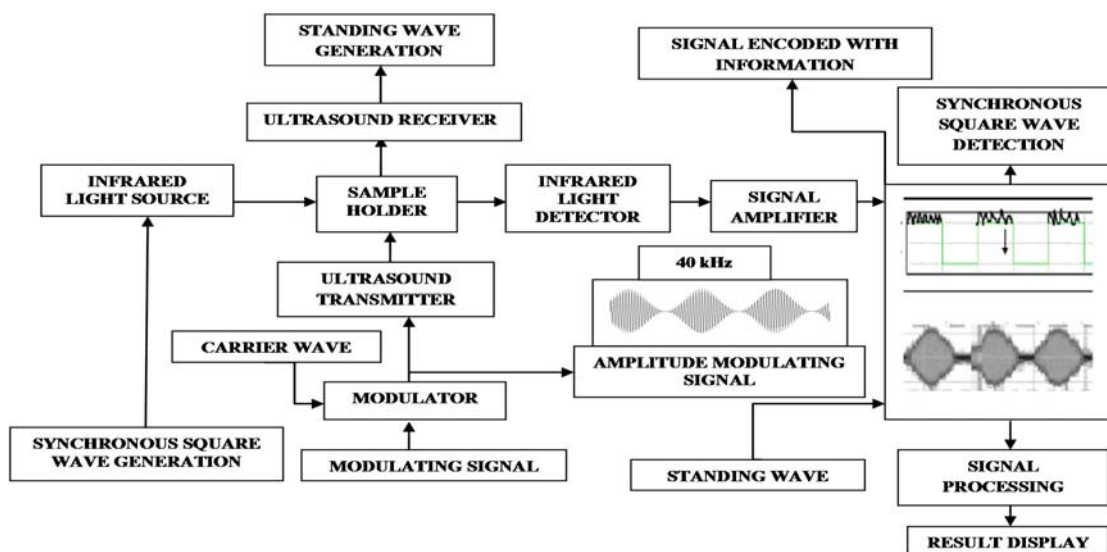 STANDING WAVE
GENERATION
SIGNAL ENCODED WITH
INFORMATION
ULTRASOUND RECEIVER
SYNCHRONOUS
SQUARE WAVE
DETECTION
INFRARED
LIGHT SOURCE
SAMPLE
HOLDER
INFRARED
LIGHT
DETECTOR
SIGNAL
AMPLIFIER
ULTRASOUND
TRANSMITTER
40 kHz
CARRIER WAVE
AMPLITUDE MODULATING
SIGNAL
MODULATOR
SYNCHRONOUS SQUARE
WAVE GENERATION
MODULATING SIGNAL
STANDING WAVE
SIGNAL
PROCESSING
RESULT DISPLAY